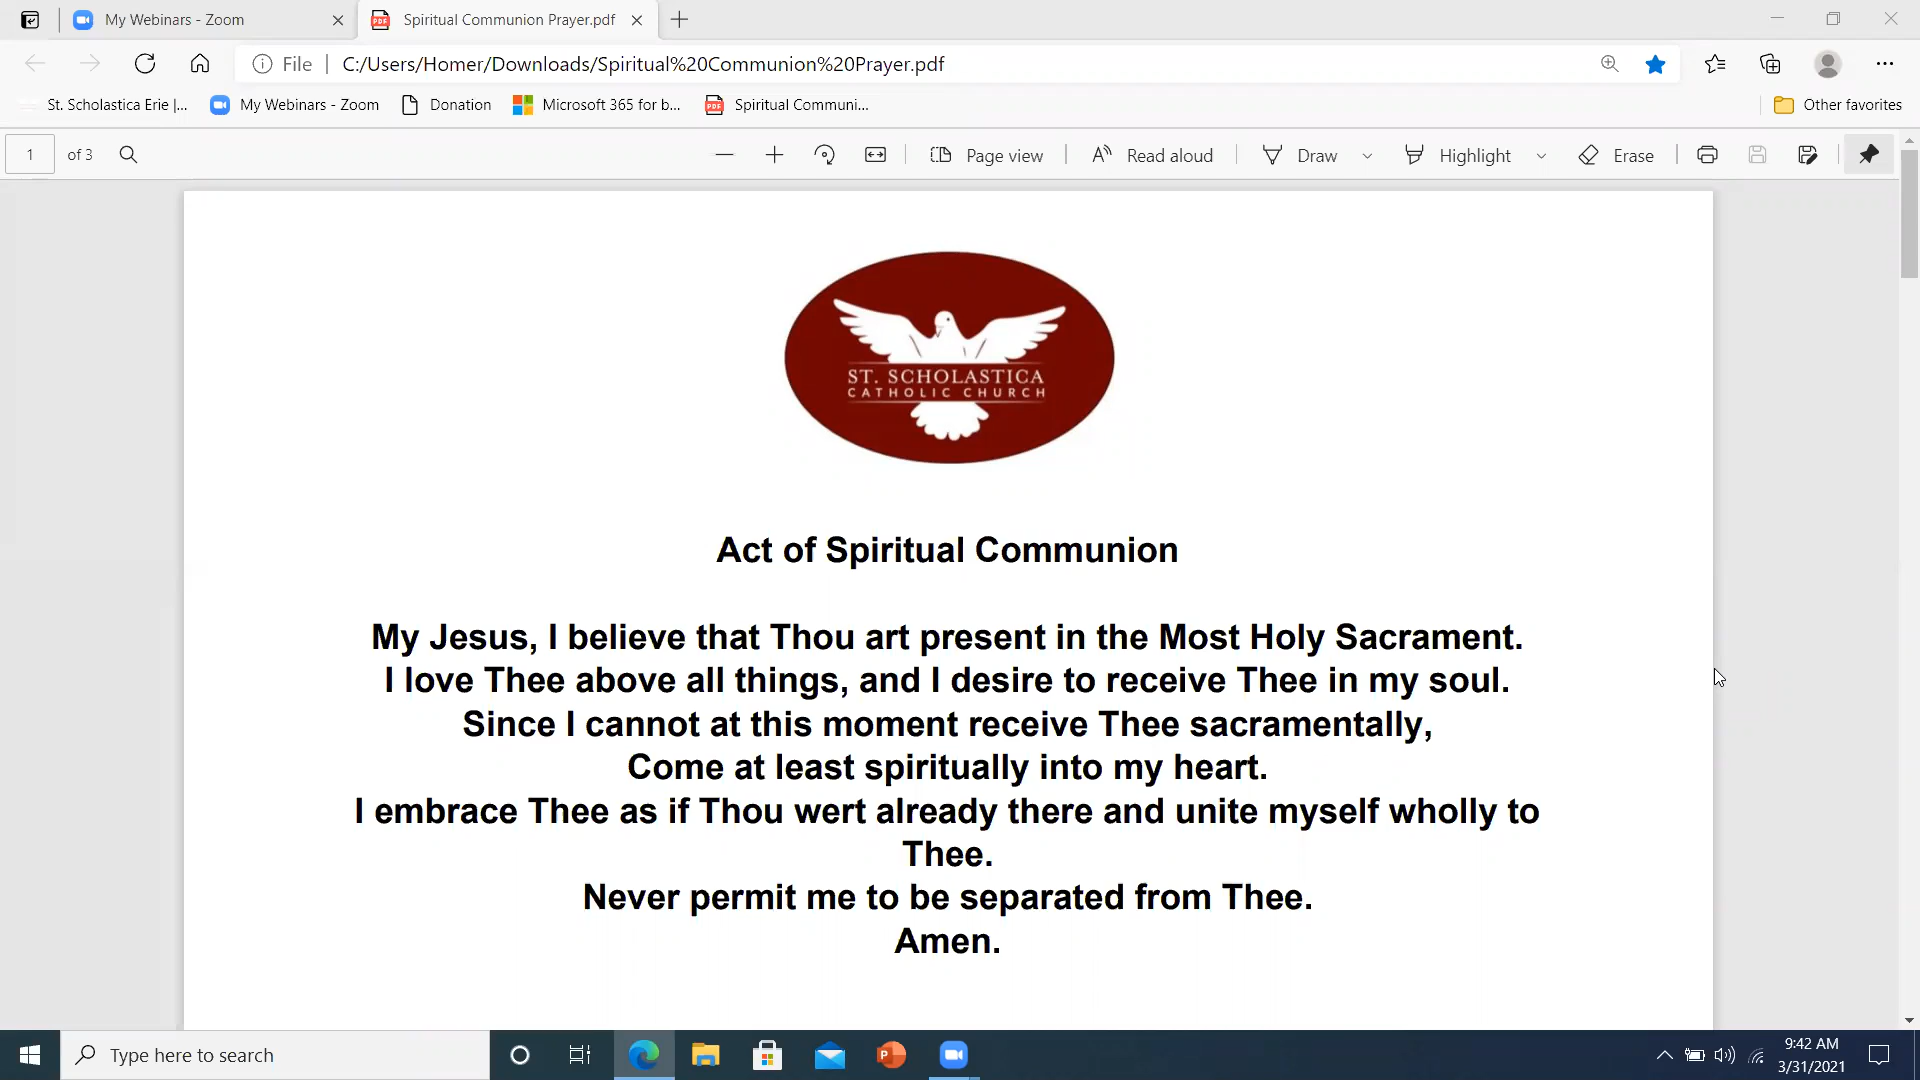 My Webinars - Zoom
Spiritual Communion Prayer.pdf
File
C:/Users/Homer/Downloads/Spiritual%20Communion%20Prayer.pdf
St. Scholastica Erie |...
My Webinars - Zoom
Donation
Microsoft 365 for b...
Spiritual Communi...
Other favorites
1 of 3
Page view
Read aloud
Draw
Highlight
Erase
ST. SCHOLASTICA
CATHOLIC CHURCH
Act of Spiritual Communion
My Jesus, I believe that Thou art present in the Most Holy Sacrament.
I love Thee above all things, and I desire to receive Thee in my soul.
Since I cannot at this moment receive Thee sacramentally,
Come at least spiritually into my heart.
I embrace Thee as if Thou wert already there and unite myself wholly to
Thee.
Never permit me to be separated from Thee.
Amen.
Type here to search
9:42 AM
3/31/2021